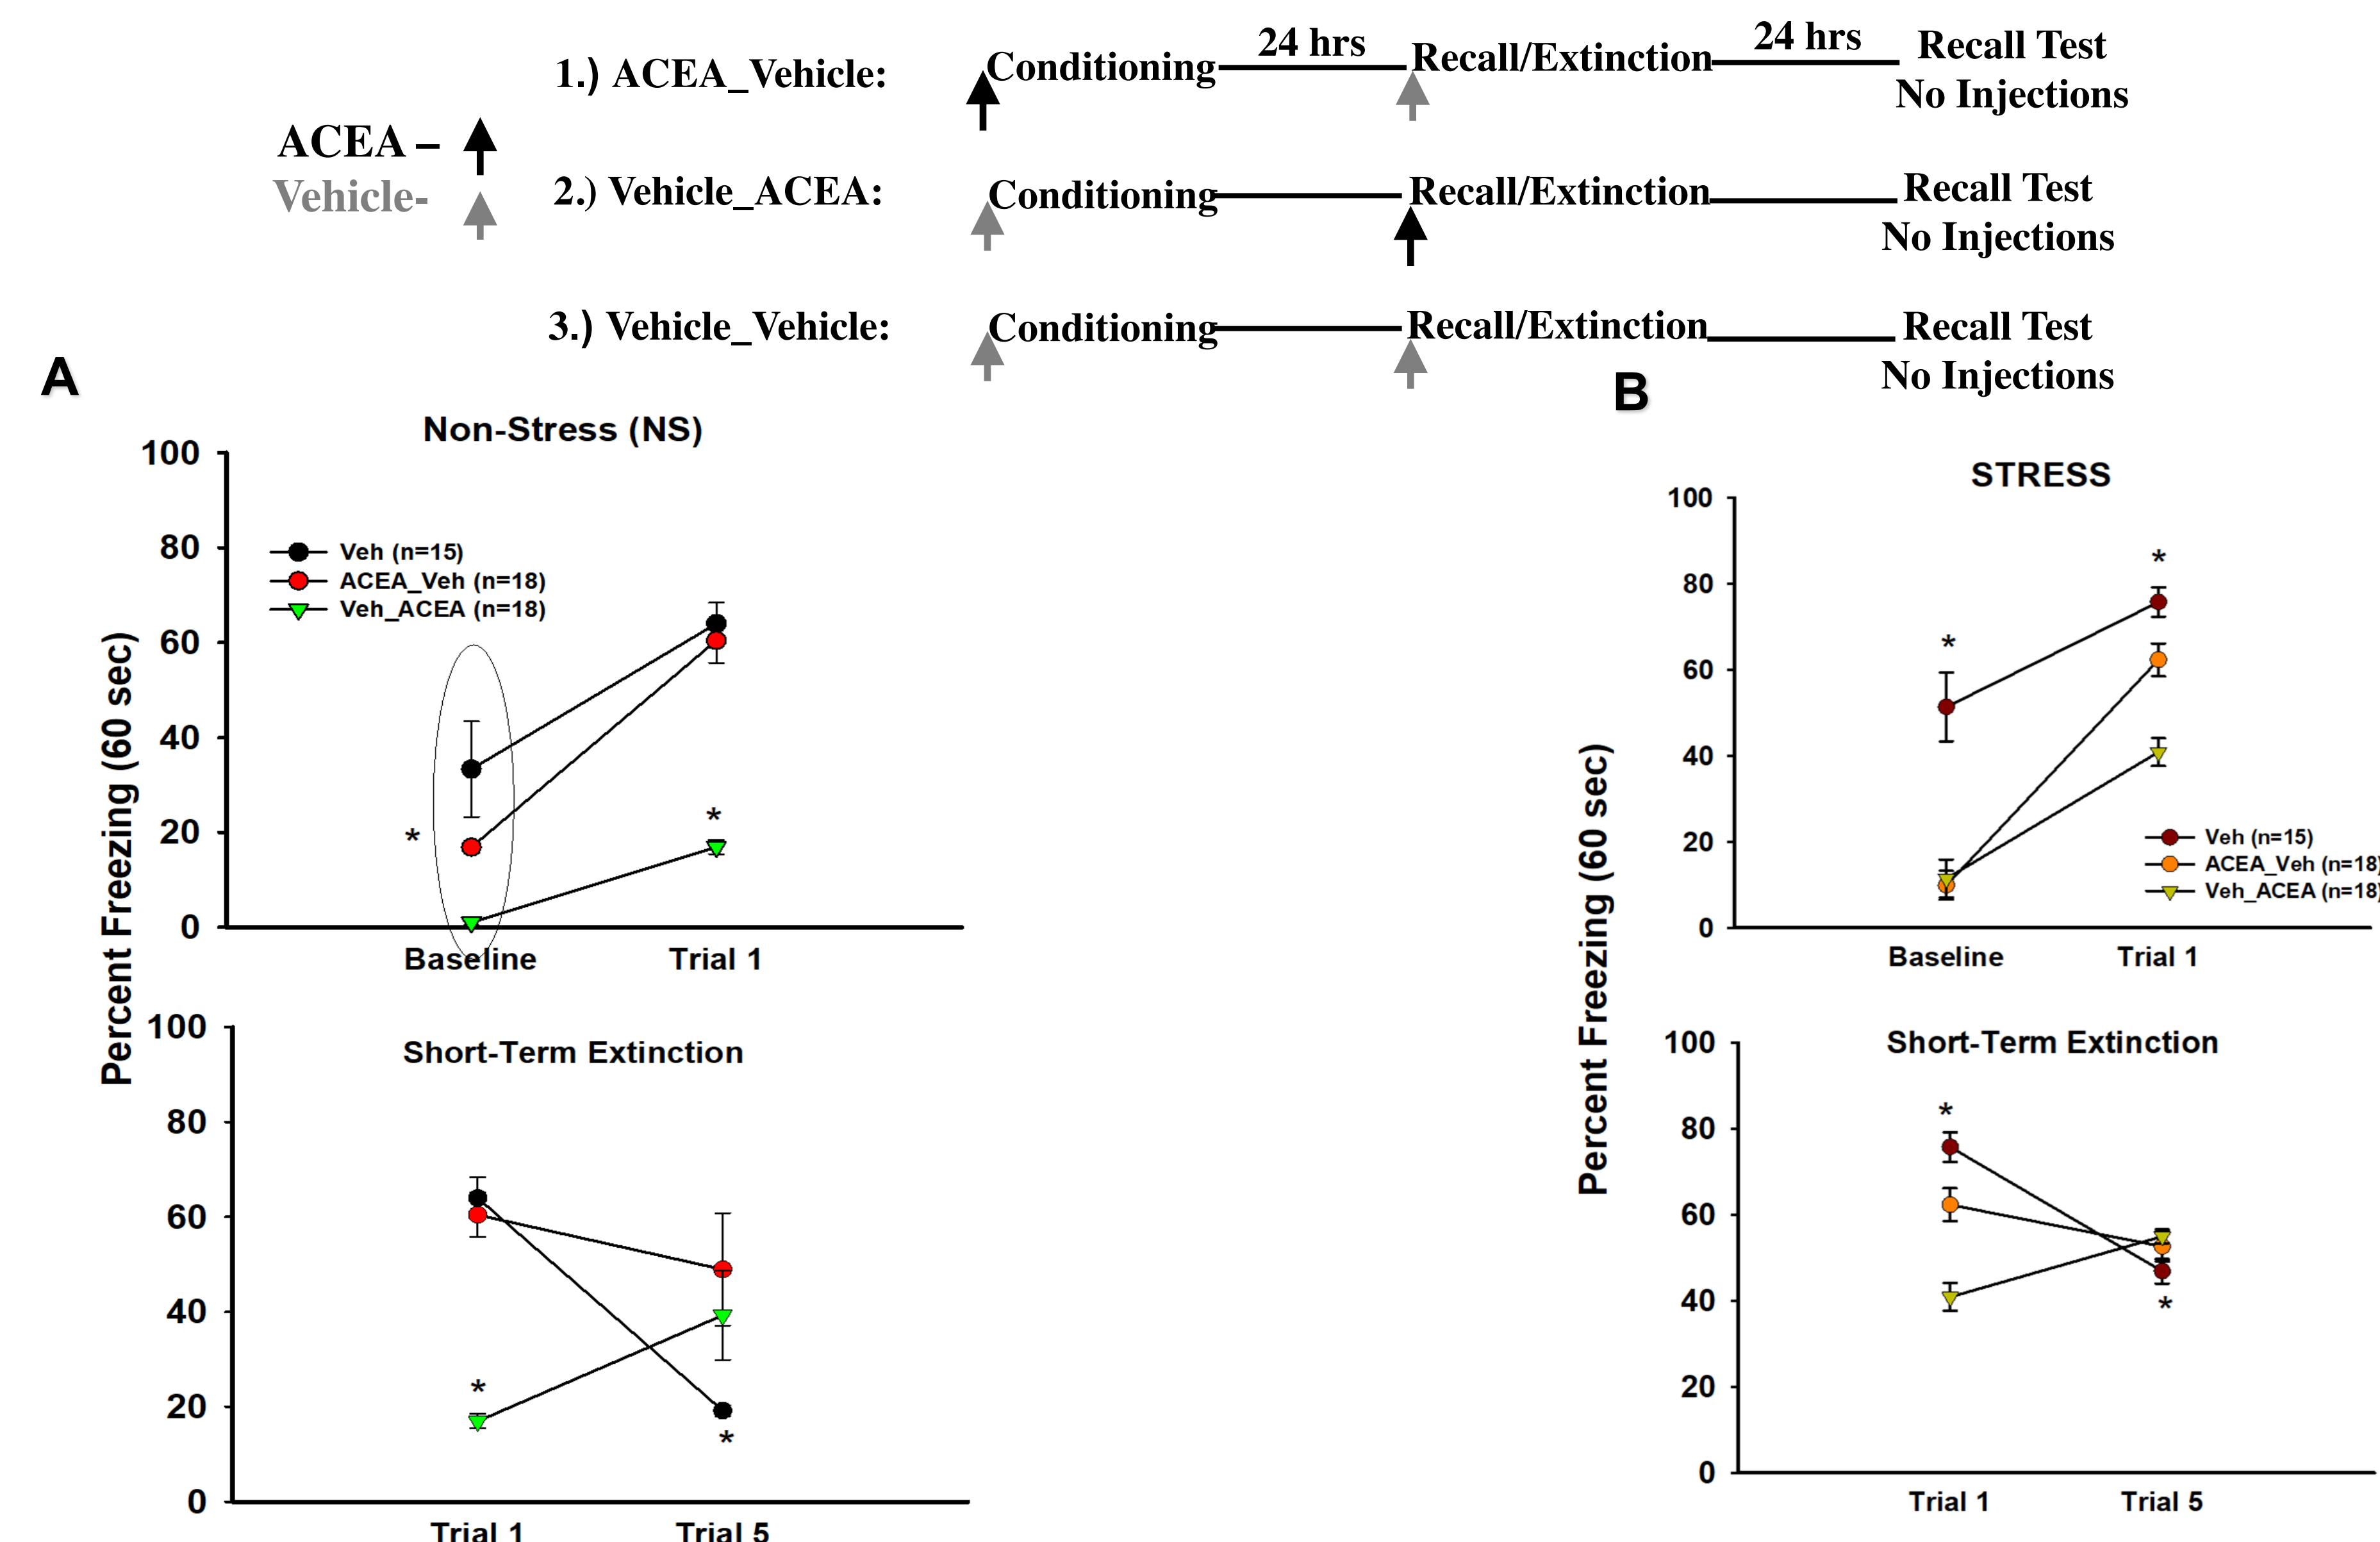 1.) ACEA_Vehicle: Conditioning 24 hrs Recall/Extinction 24 hrs Recall Test
No Injections
ACEA –
Vehicle-
2.) Vehicle_ACEA: Conditioning Recall/Extinction Recall Test
No Injections
3.) Vehicle_Vehicle: Conditioning Recall/Extinction Recall Test
No Injections
A
Non-Stress (NS)
Percent Freezing (60 sec)
100
80
60
40
20
0
Veh (n=15)
ACEA_Veh (n=18)
Veh_ACEA (n=18)
*
*
Baseline Trial 1
Short-Term Extinction
100
80
60
40
20
0
*
*
Trial 1 Trial 5
B
STRESS
Percent Freezing (60 sec)
100
80
60
40
20
0
*
*
Veh (n=15)
ACEA_Veh (n=18)
Veh_ACEA (n=18)
Baseline Trial 1
Short-Term Extinction
100
80
60
40
20
0
*
*
Trial 1 Trial 5